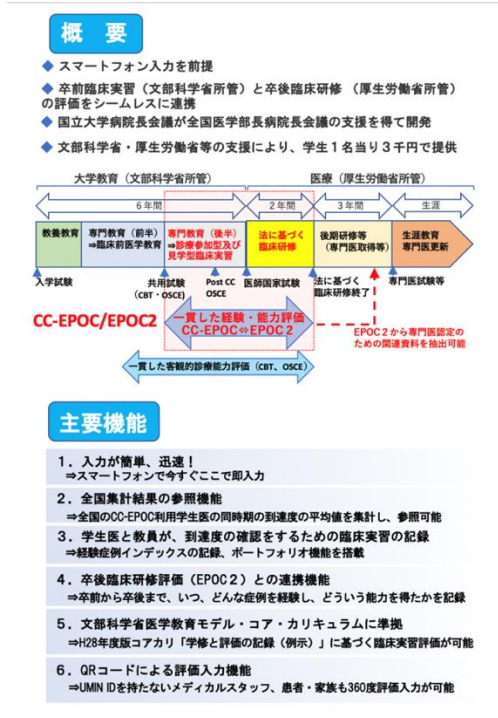 概 要
◆ スマートフォン入力を前提
◆ 卒前臨床実習（文部科学省所管）と卒後臨床研修 （厚生労働省所管）
の評価をシームレスに連携
◆ 国立大学病院長会議が全国医学部長病院長会議の支援を得て開発
◆ 文部科学省・厚生労働省等の支援により、学生１名当り３千円で提供
大学教育（文部科学省所管）
医療（厚生労働省所管）
６年間
２年間
３年間
生涯
教養教育
専門教育（前半）
⇒臨床前医学教育
専門教育（後半）
⇒診療参加型及び
見学型臨床実習
法に基づく
臨床研修
後期研修等
（専門医取得等）
生涯教育
専門医更新
入学試験
共用試験
（CBT・OSCE）
Post CC
OSCE
医師国家試験
法に基づく
臨床研修終了
専門医試験等
CC-EPOC/EPOC2
一貫した経験・能力評価
CC-EPOC⇔EPOC２
EPOC２から専門医認定の
ための関連資料を抽出可能
一貫した客観的診療能力評価（CBT、OSCE）
主要機能
１．入力が簡単、迅速！
⇒スマートフォンで今すぐここで即入力
２．全国集計結果の参照機能
⇒全国のCC-EPOC利用学生医の同時期の到達度の平均値を集計し、参照可能
３．学生医と教員が、到達度の確認をするための臨床実習の記録
⇒経験症例インデックスの記録、ポートフォリオ機能を搭載
４．卒後臨床研修評価（EPOC２）との連携機能
⇒卒前から卒後まで、いつ、どんな症例を経験し、どういう能力を得たかを記録
５．文部科学省医学教育モデル・コア・カリキュラムに準拠
⇒H28年度版コアカリ「学修と評価の記録（例示）」に基づく臨床実習評価が可能
６．QRコードによる評価入力機能
⇒UMIN IDを持たないメディカルスタッフ、患者・家族も360度評価入力が可能